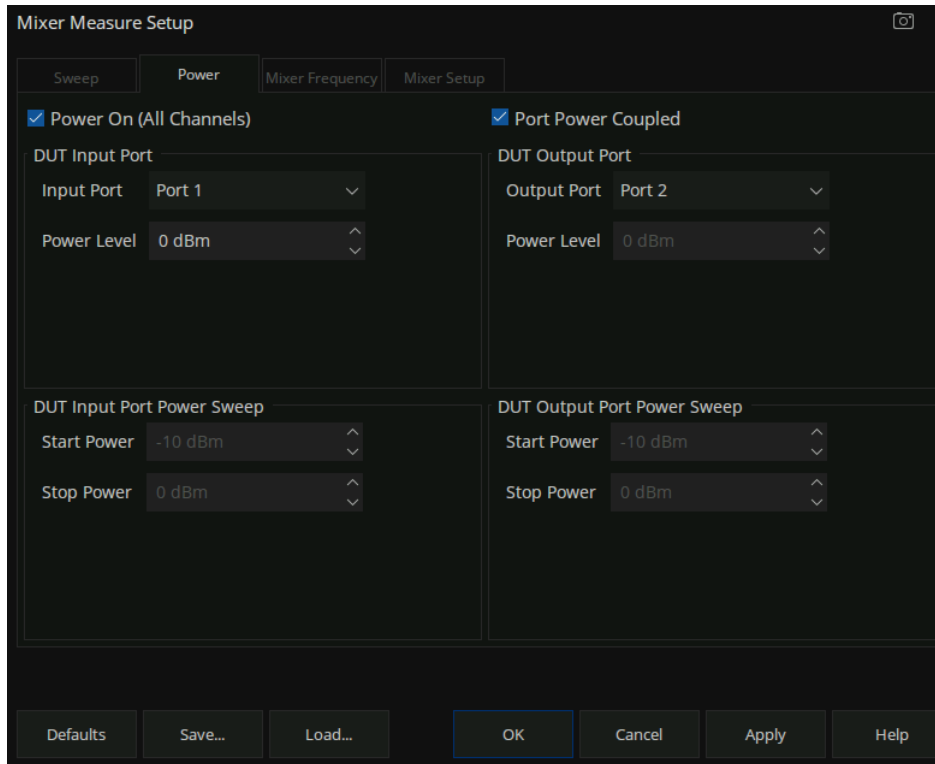 Mixer Measure Setup
Sweep Power Mixer Frequency Mixer Setup
Power On (All Channels) Port Power Coupled
DUT Input Port DUT Output Port
Input Port Port 1 Output Port Port 2
Power Level 0 dBm Power Level 0 dBm
DUT Input Port Power Sweep DUT Output Port Power Sweep
Start Power -10 dBm Start Power -10 dBm
Stop Power 0 dBm Stop Power 0 dBm
Defaults Save... Load... OK Cancel Apply Help